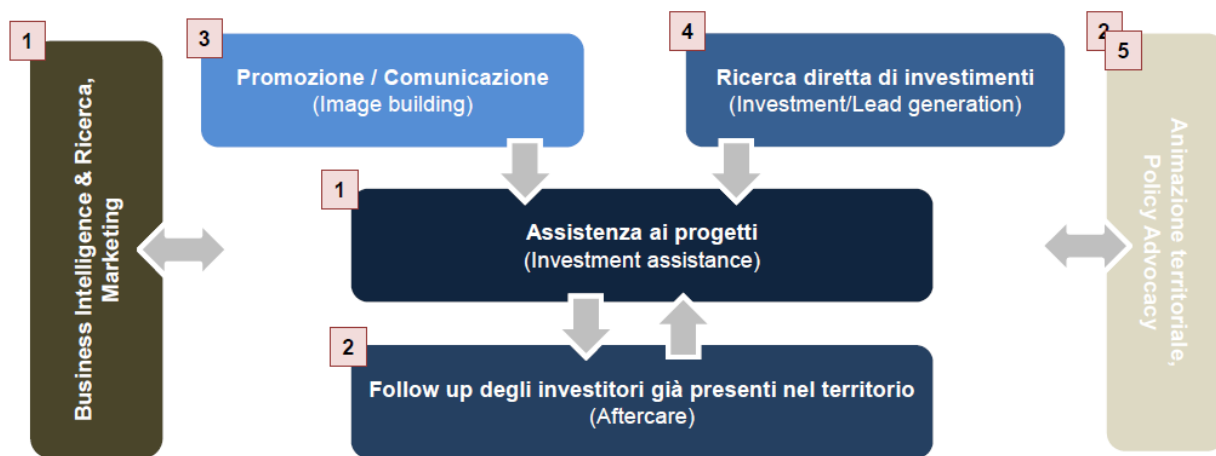 1
Business Intelligence & Ricerca,
Marketing
3
Promozione / Comunicazione
(Image building)
4
Ricerca diretta di investimenti
(Investment/Lead generation)
1
Assistenza ai progetti
(Investment assistance)
2
Follow up degli investitori già presenti nel territorio
(Aftercare)
2
5
Animazione territoriale,
Policy Advocacy